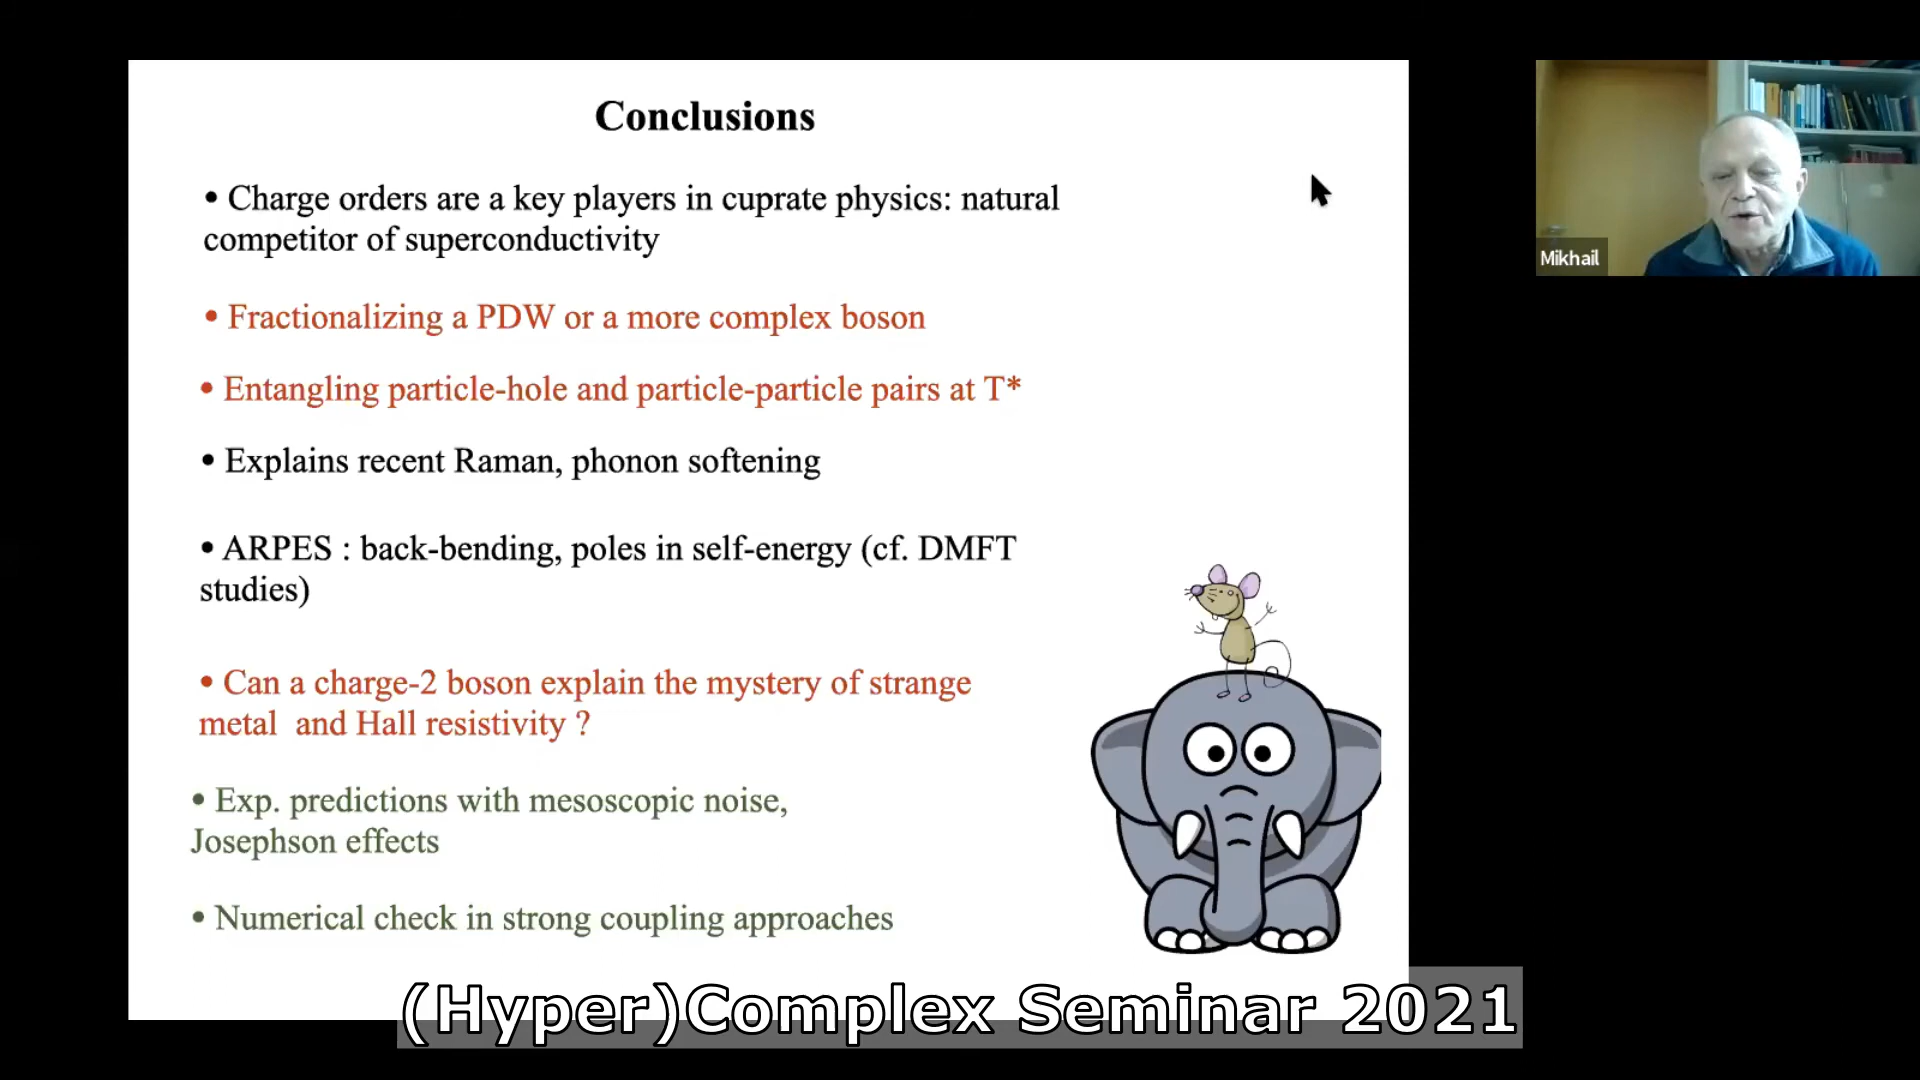 Conclusions
• Charge orders are a key players in cuprate physics: natural
competitor of superconductivity
• Fractionalizing a PDW or a more complex boson
• Entangling particle-hole and particle-particle pairs at T*
• Explains recent Raman, phonon softening
• ARPES : back-bending, poles in self-energy (cf. DMFT
studies)
• Can a charge-2 boson explain the mystery of strange
metal  and Hall resistivity ?
• Exp. predictions with mesoscopic noise,
Josephson effects
• Numerical check in strong coupling approaches
Mikhail
(Hyper)Complex Seminar 2021